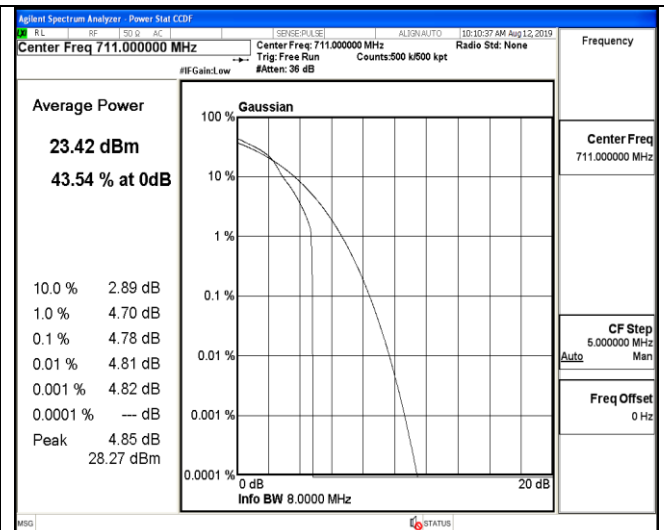 Agilent Spectrum Analyzer - Power Stat CCDF
LXI RL RF 50 Ω AC SENSE:PULSE ALIGN AUTO 10:10:37 AM Aug 12, 2019
Center Freq 711.000000 MHz
Center Freq: 711.000000 MHz Radio Std: None
Trig: Free Run Counts:500 k/500 kpt
#IFGain:Low #Atten: 36 dB
Frequency
Average Power
23.42 dBm
43.54 % at 0dB
10.0 % 2.89 dB
1.0 % 4.70 dB
0.1 % 4.78 dB
0.01 % 4.81 dB
0.001 % 4.82 dB
0.0001 % --- dB
Peak 4.85 dB
28.27 dBm
Gaussian
100 %
10 %
1 %
0.1 %
0.01 %
0.001 %
0.0001 %
0 dB 20 dB
Info BW 8.0000 MHz
Center Freq
711.000000 MHz
CF Step
5.000000 MHz
Auto Man
Freq Offset
0 Hz
MSG STATUS